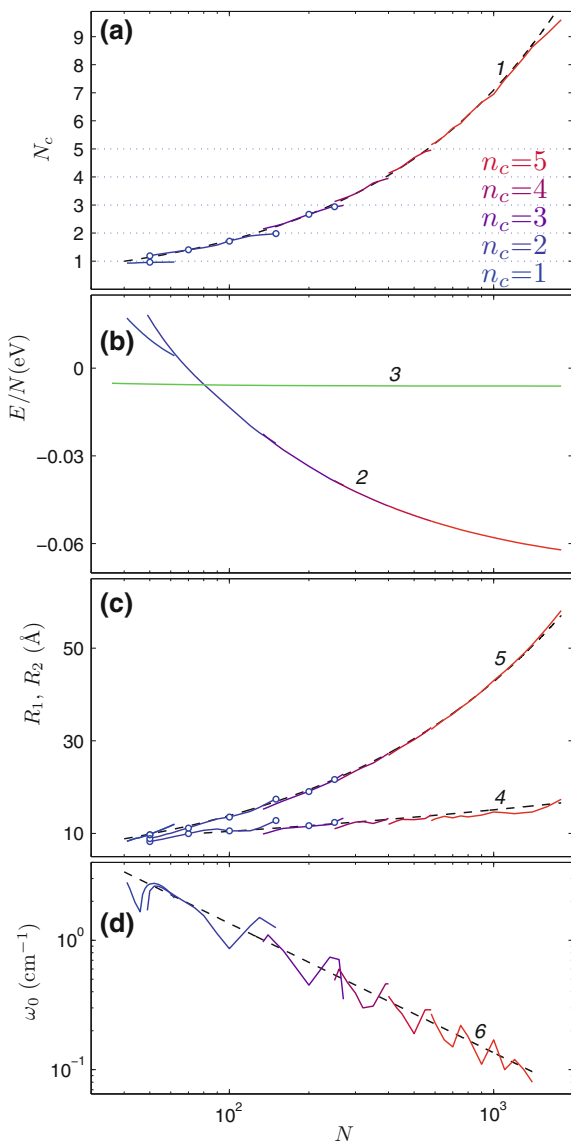 (a)
9
8
7
6
5
4
3
2
1
N_c
1
n_c=5
n_c=4
n_c=3
n_c=2
n_c=1
(b)
0
−0.03
−0.06
E/N(eV)
3
2
(c)
50
30
10
R_1, R_2 (Å)
5
4
(d)
10^0
10^−1
ω_0 (cm^−1)
6
10^2
10^3
N